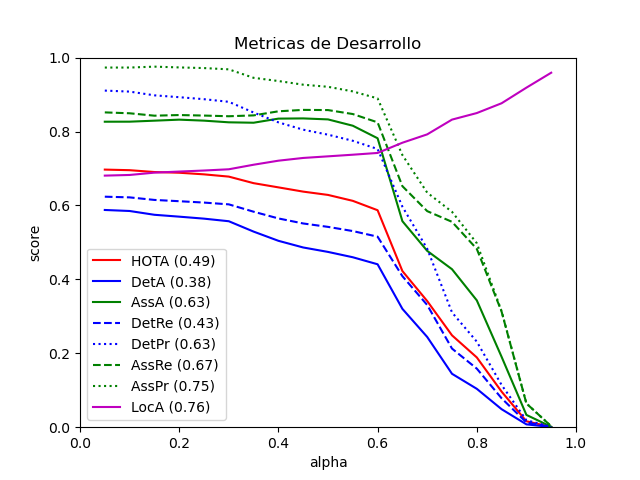 Metricas de Desarrollo
score
1.0
0.8
0.6
0.4
0.2
0.0
HOTA (0.49)
DetA (0.38)
AssA (0.63)
DetRe (0.43)
DetPr (0.63)
AssRe (0.67)
AssPr (0.75)
LocA (0.76)
0.0 0.2 0.4 0.6 0.8 1.0
alpha